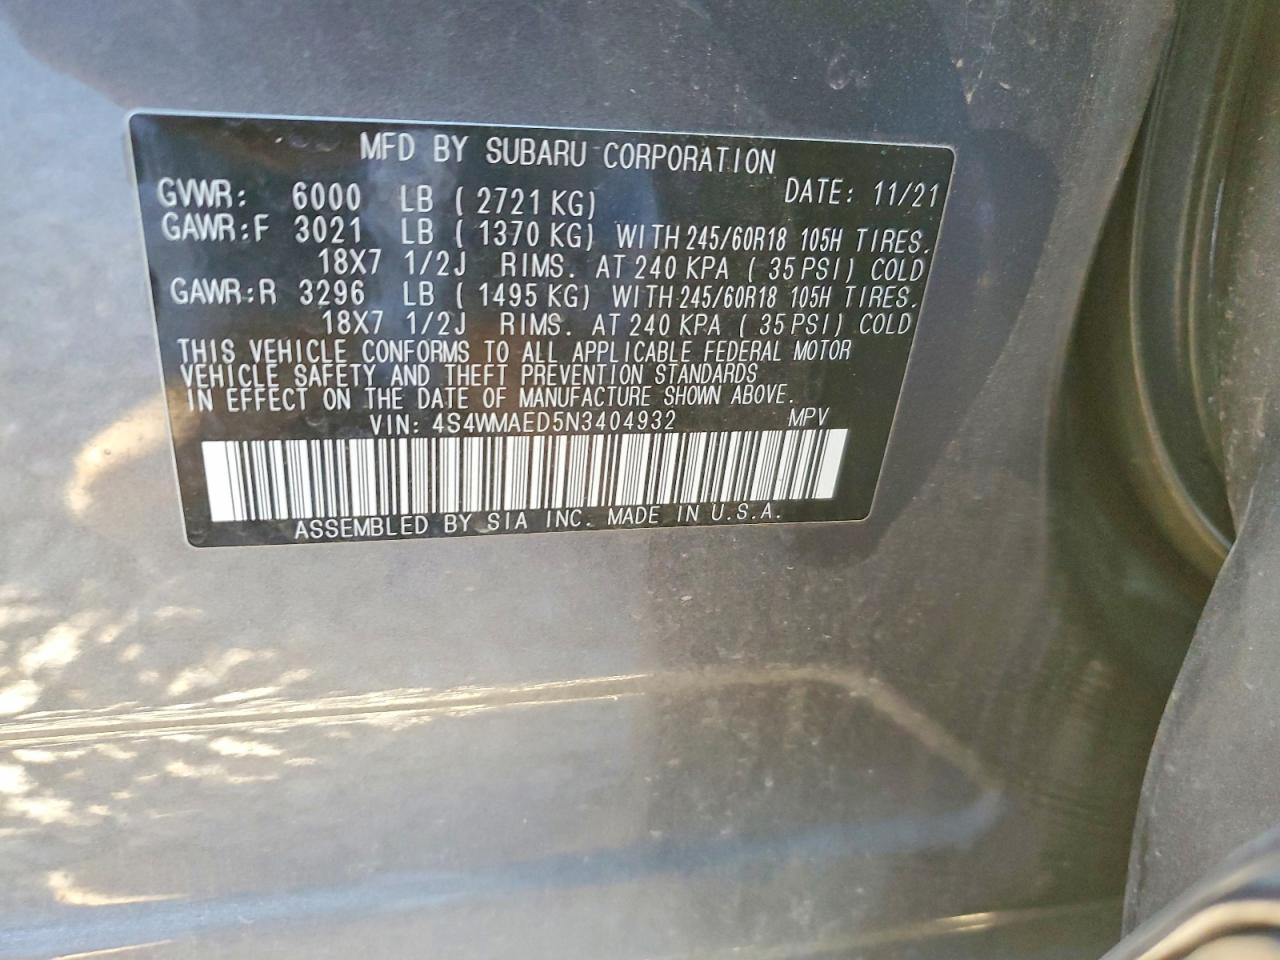 MFD BY SUBARU CORPORATION
GVWR: 6000 LB ( 2721 KG) DATE: 11/21
GAWR:F 3021 LB ( 1370 KG) WITH 245/60R18 105H TIRES.
18X7 1/2J RIMS. AT 240 KPA ( 35 PSI) COLD
GAWR:R 3296 LB ( 1495 KG) WITH 245/60R18 105H TIRES.
18X7 1/2J RIMS. AT 240 KPA ( 35 PSI) COLD
THIS VEHICLE CONFORMS TO ALL APPLICABLE FEDERAL MOTOR
VEHICLE SAFETY AND THEFT PREVENTION STANDARDS
IN EFFECT ON THE DATE OF MANUFACTURE SHOWN ABOVE.
VIN: 4S4WMAED5N3404932 MPV
ASSEMBLED BY SIA INC. MADE IN U.S.A.